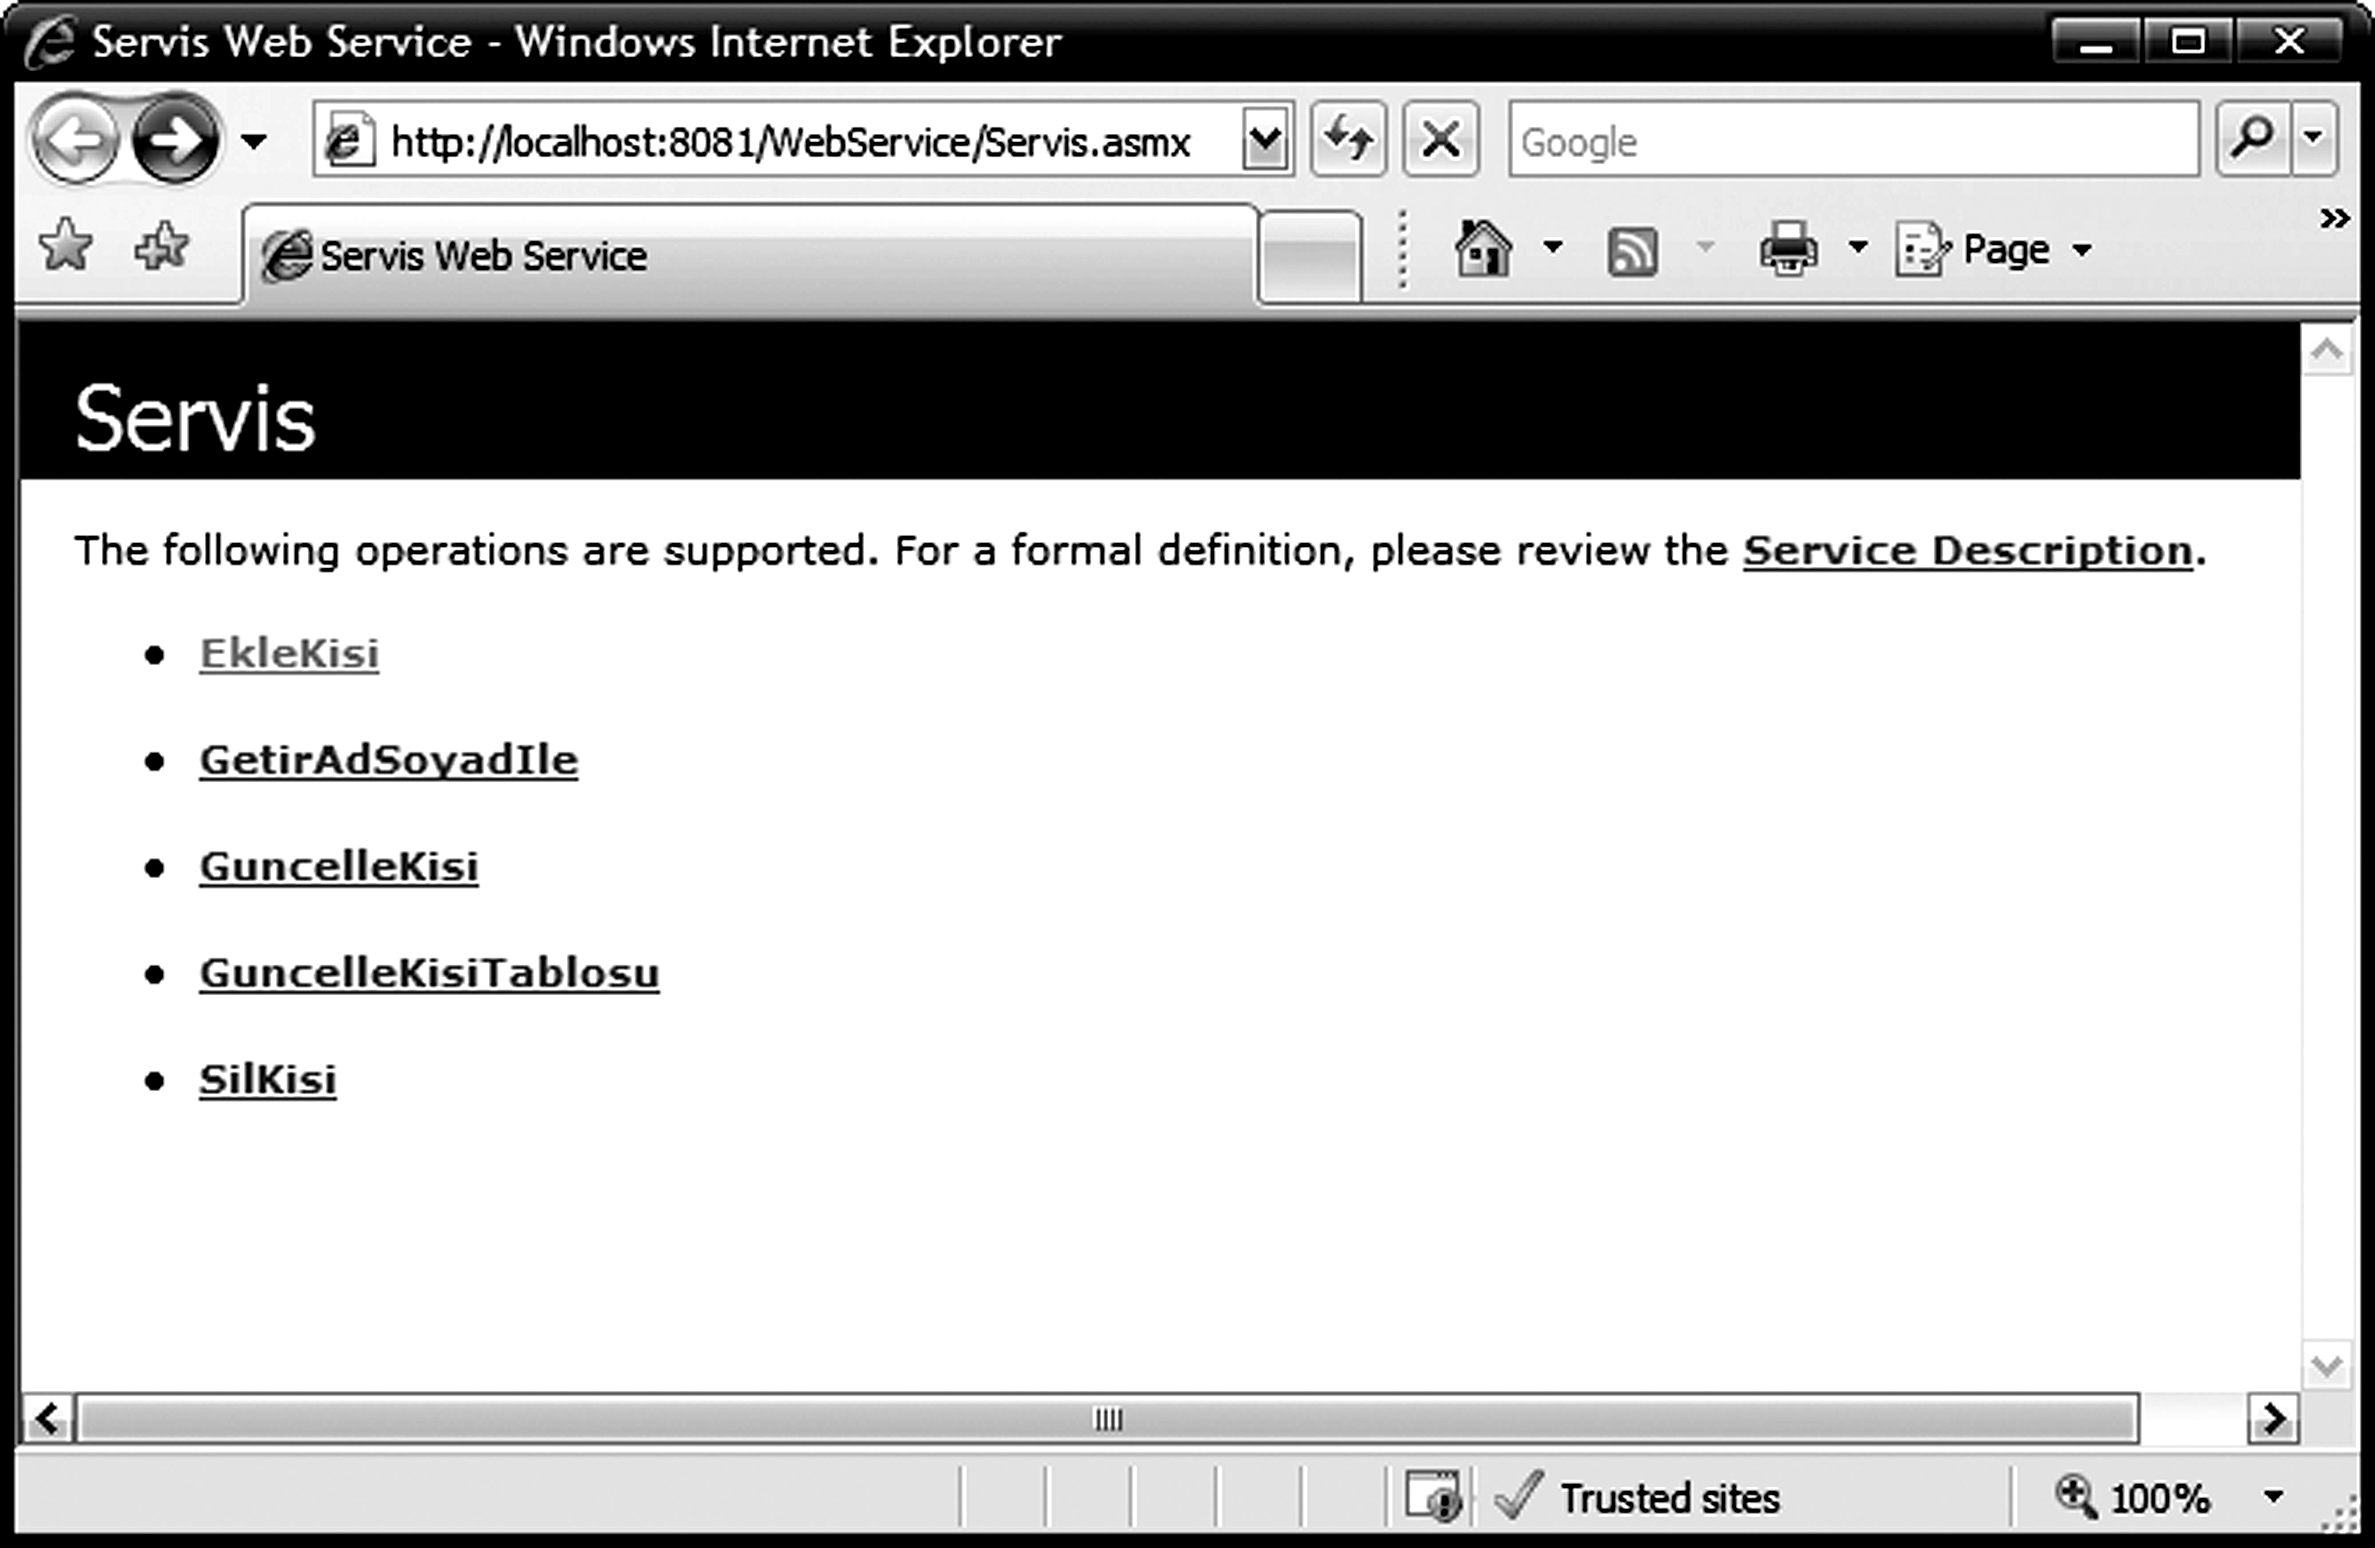 Servis Web Service - Windows Internet Explorer
http://localhost:8081/WebService/Servis.asmx
Google
Servis Web Service
Page
Servis
The following operations are supported. For a formal definition, please review the Service Description.
EkleKisi
GetirAdSoyadIle
GuncelleKisi
GuncelleKisiTablosu
SilKisi
Trusted sites
100%